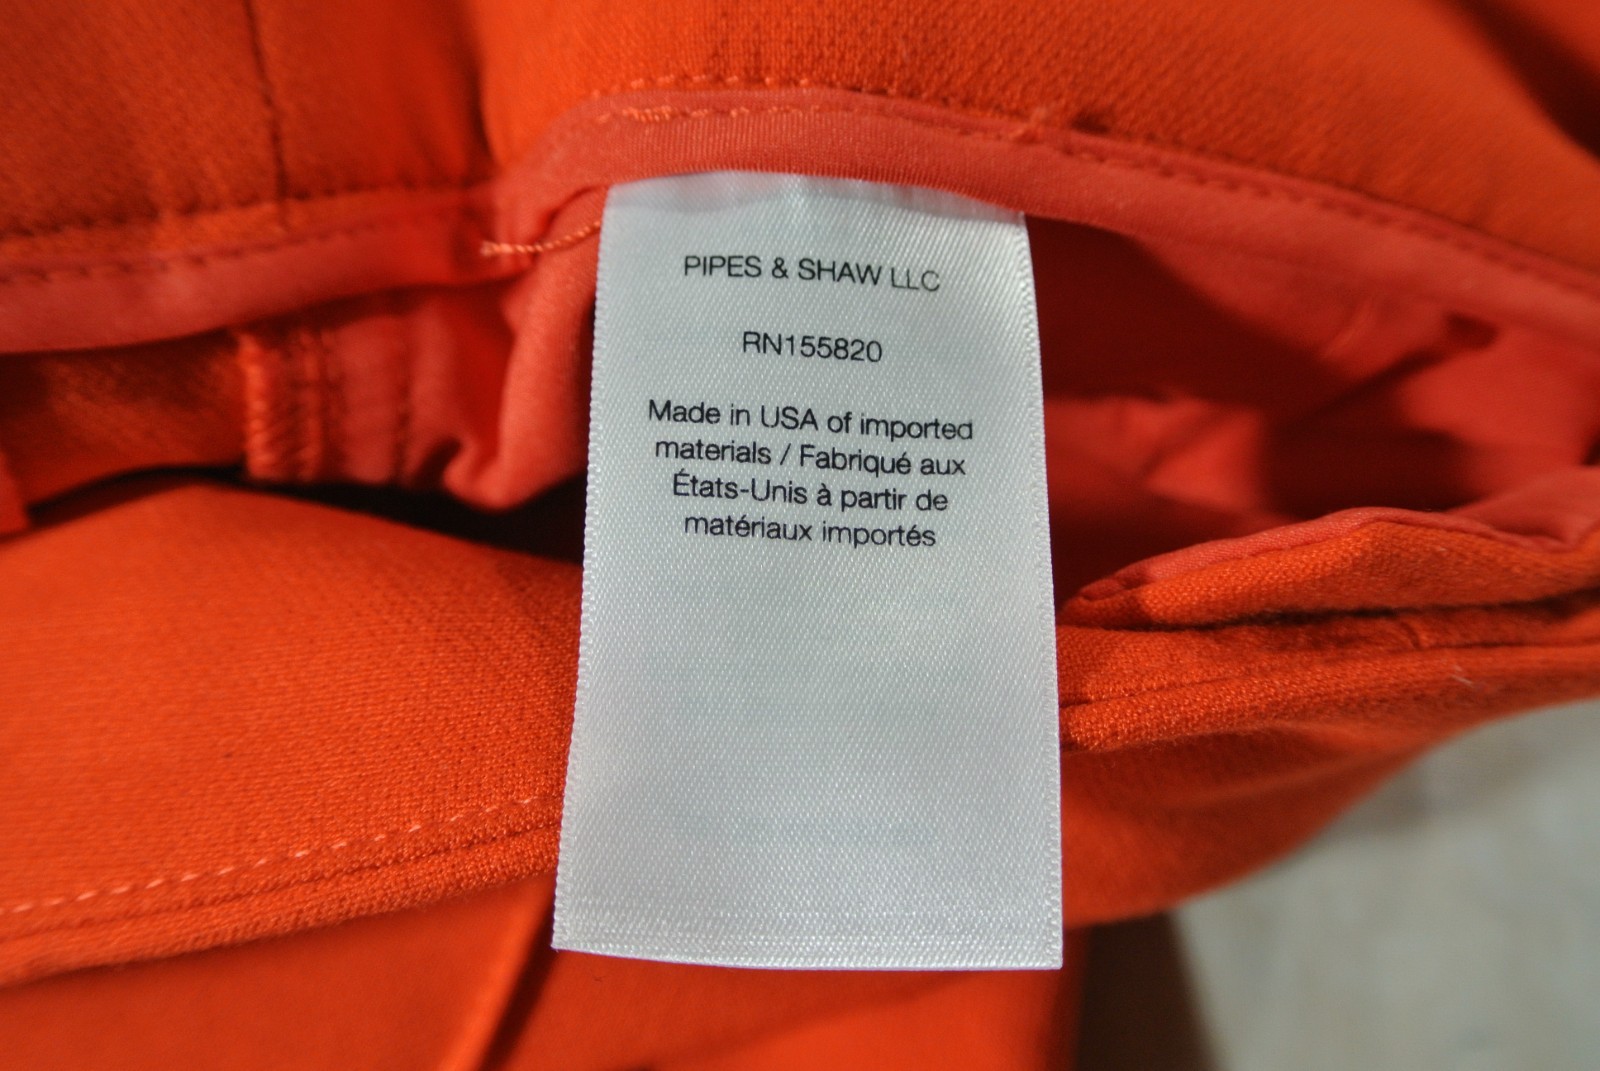 PIPES & SHAW LLC
RN155820
Made in USA of imported
materials / Fabriqué aux
États-Unis à partir de
matériaux importés